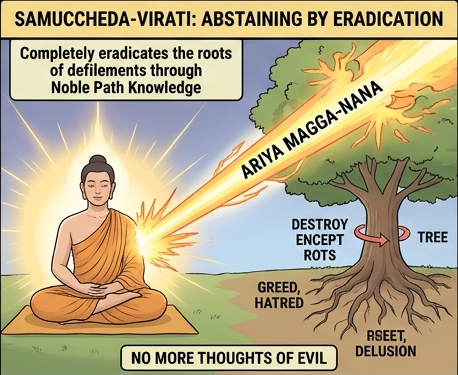 SAMUCCHEDA-VIRATI: ABSTAINING BY ERADICATION
Completely eradicates the roots
of defilements through
Noble Path Knowledge
ARIYA MAGGA-NANA
DESTROY
ENCEPT
ROTS
TREE
GREED,
HATRED
DELUSION
NO MORE THOUGHTS OF EVIL